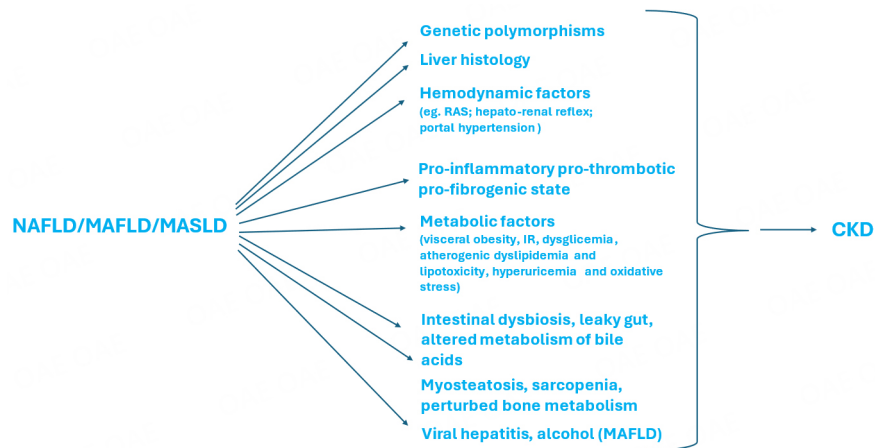 Genetic polymorphisms
Liver histology
Hemodynamic factors
(eg. RAS; hepato-renal reflex;
portal hypertension)
Pro-inflammatory pro-thrombotic
pro-fibrogenic state
NAFLD/MAFLD/MASLD
Metabolic factors
(visceral obesity, IR, dysglicemia,
atherogenic dyslipidemia and
lipotoxicity, hyperuricemia and oxidative
stress)
CKD
Intestinal dysbiosis, leaky gut,
altered metabolism of bile
acids
Myosteatosis, sarcopenia,
perturbed bone metabolism
Viral hepatitis, alcohol (MAFLD)